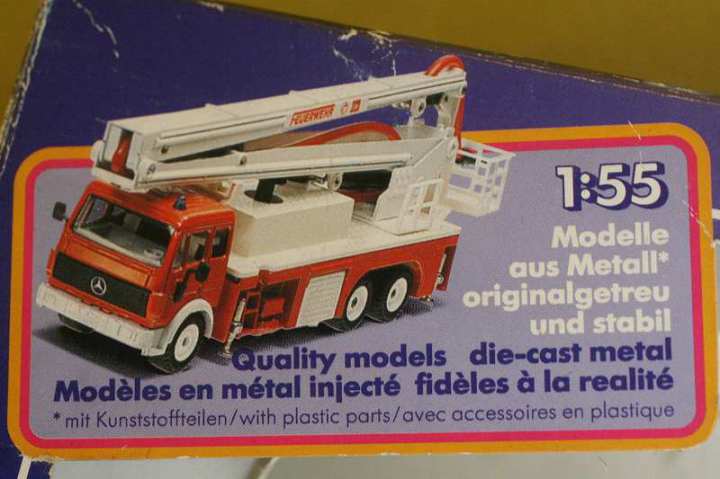 FEUERWEHR
1:55
Modelle
aus Metall*
originalgetreu
und stabil
Quality models die-cast metal
Modèles en métal injecté fidèles à la realité
*mit Kunststoffteilen/with plastic parts/avec accessoires en plastique